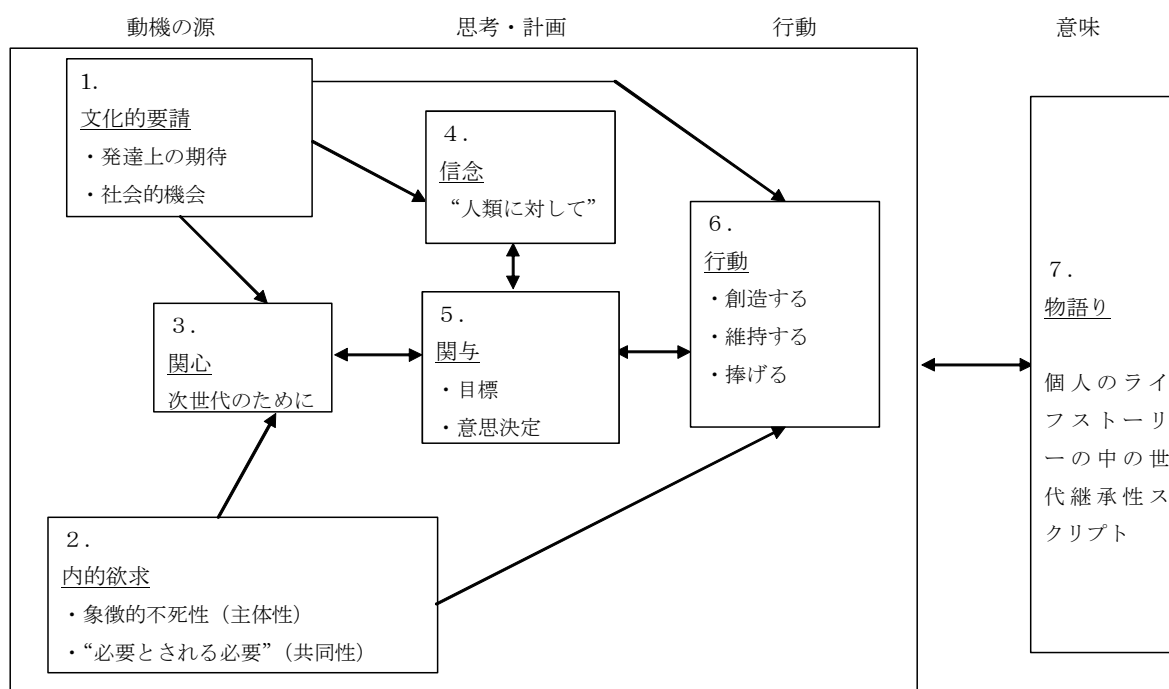 動機の源
思考・計画
行動
意味
1.
文化的要請
・発達上の期待
・社会的機会
2.
内的欲求
・象徴的不死性（主体性）
・“必要とされる必要”（共同性）
3.
関心
次世代のために
4.
信念
“人類に対して”
5.
関与
・目標
・意思決定
6.
行動
・創造する
・維持する
・捧げる
7.
物語り
個人のライ
フストーリ
ーの中の世
代継承性ス
クリプト